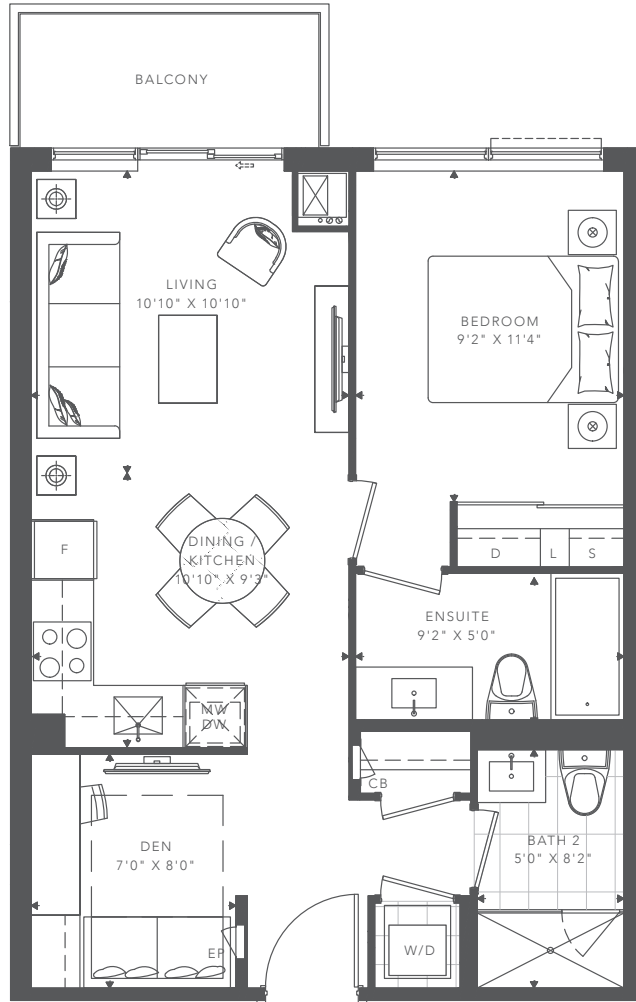 BALCONY
LIVING
10'10" X 10'10"
BEDROOM
9'2" X 11'4"
F
DINING /
KITCHEN
10'10" X 9'3"
D
L
S
ENSUITE
9'2" X 5'0"
MW
DW
CB
DEN
7'0" X 8'0"
BATH 2
5'0" X 8'2"
EP
W/D